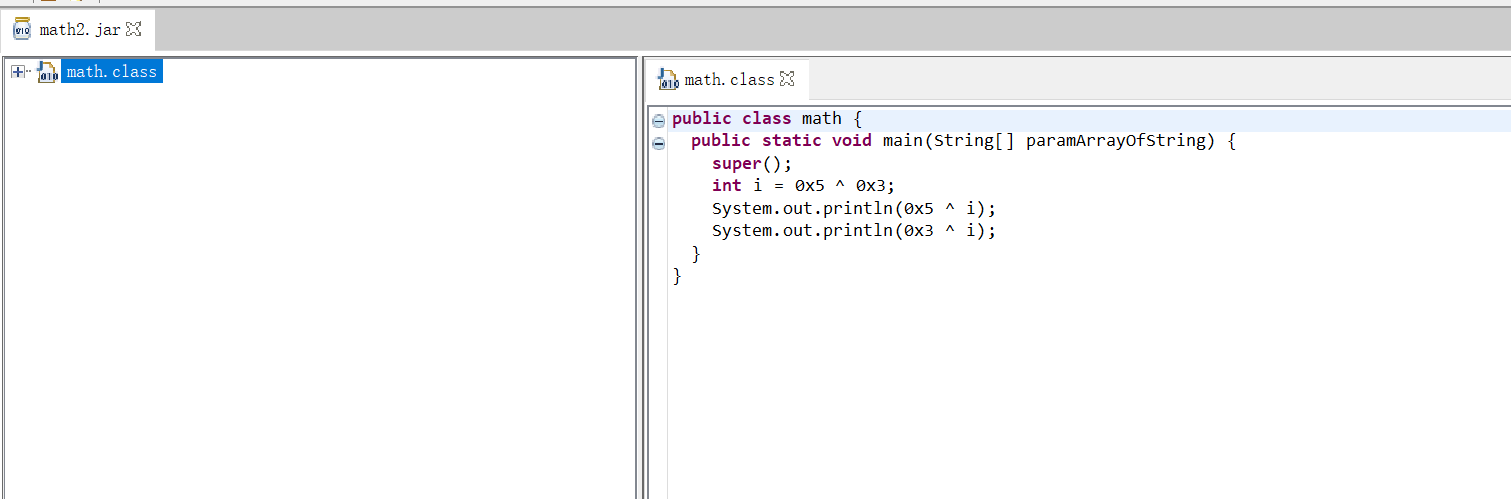 math2.jar
math.class
math.class
public class math {
public static void main(String[] paramArrayOfString) {
super();
int i = 0x5 ^ 0x3;
System.out.println(0x5 ^ i);
System.out.println(0x3 ^ i);
}
}